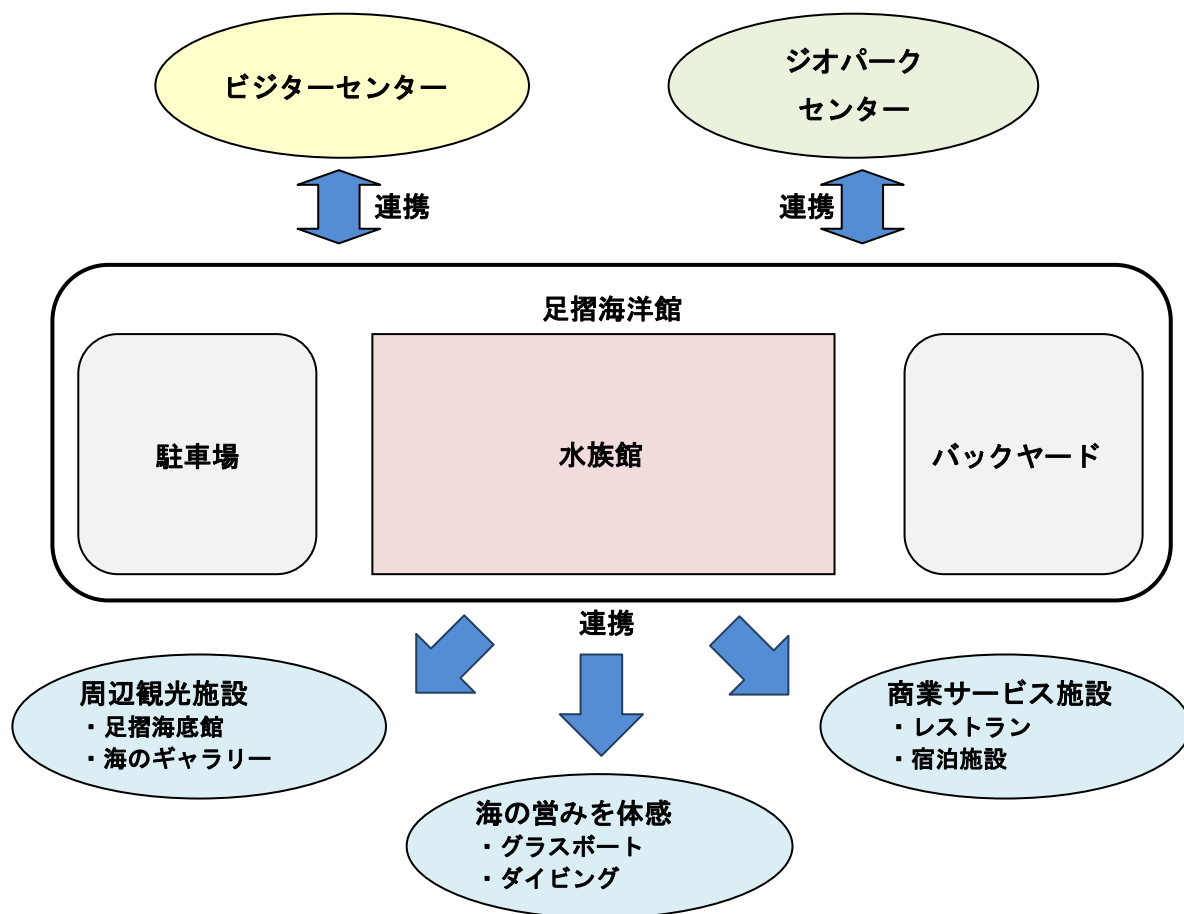 ビジターセンター
ジオパーク
センター
連携
連携
足摺海洋館
駐車場
水族館
バックヤード
連携
周辺観光施設
・足摺海底館
・海のギャラリー
商業サービス施設
・レストラン
・宿泊施設
海の営みを体感
・グラスボート
・ダイビング